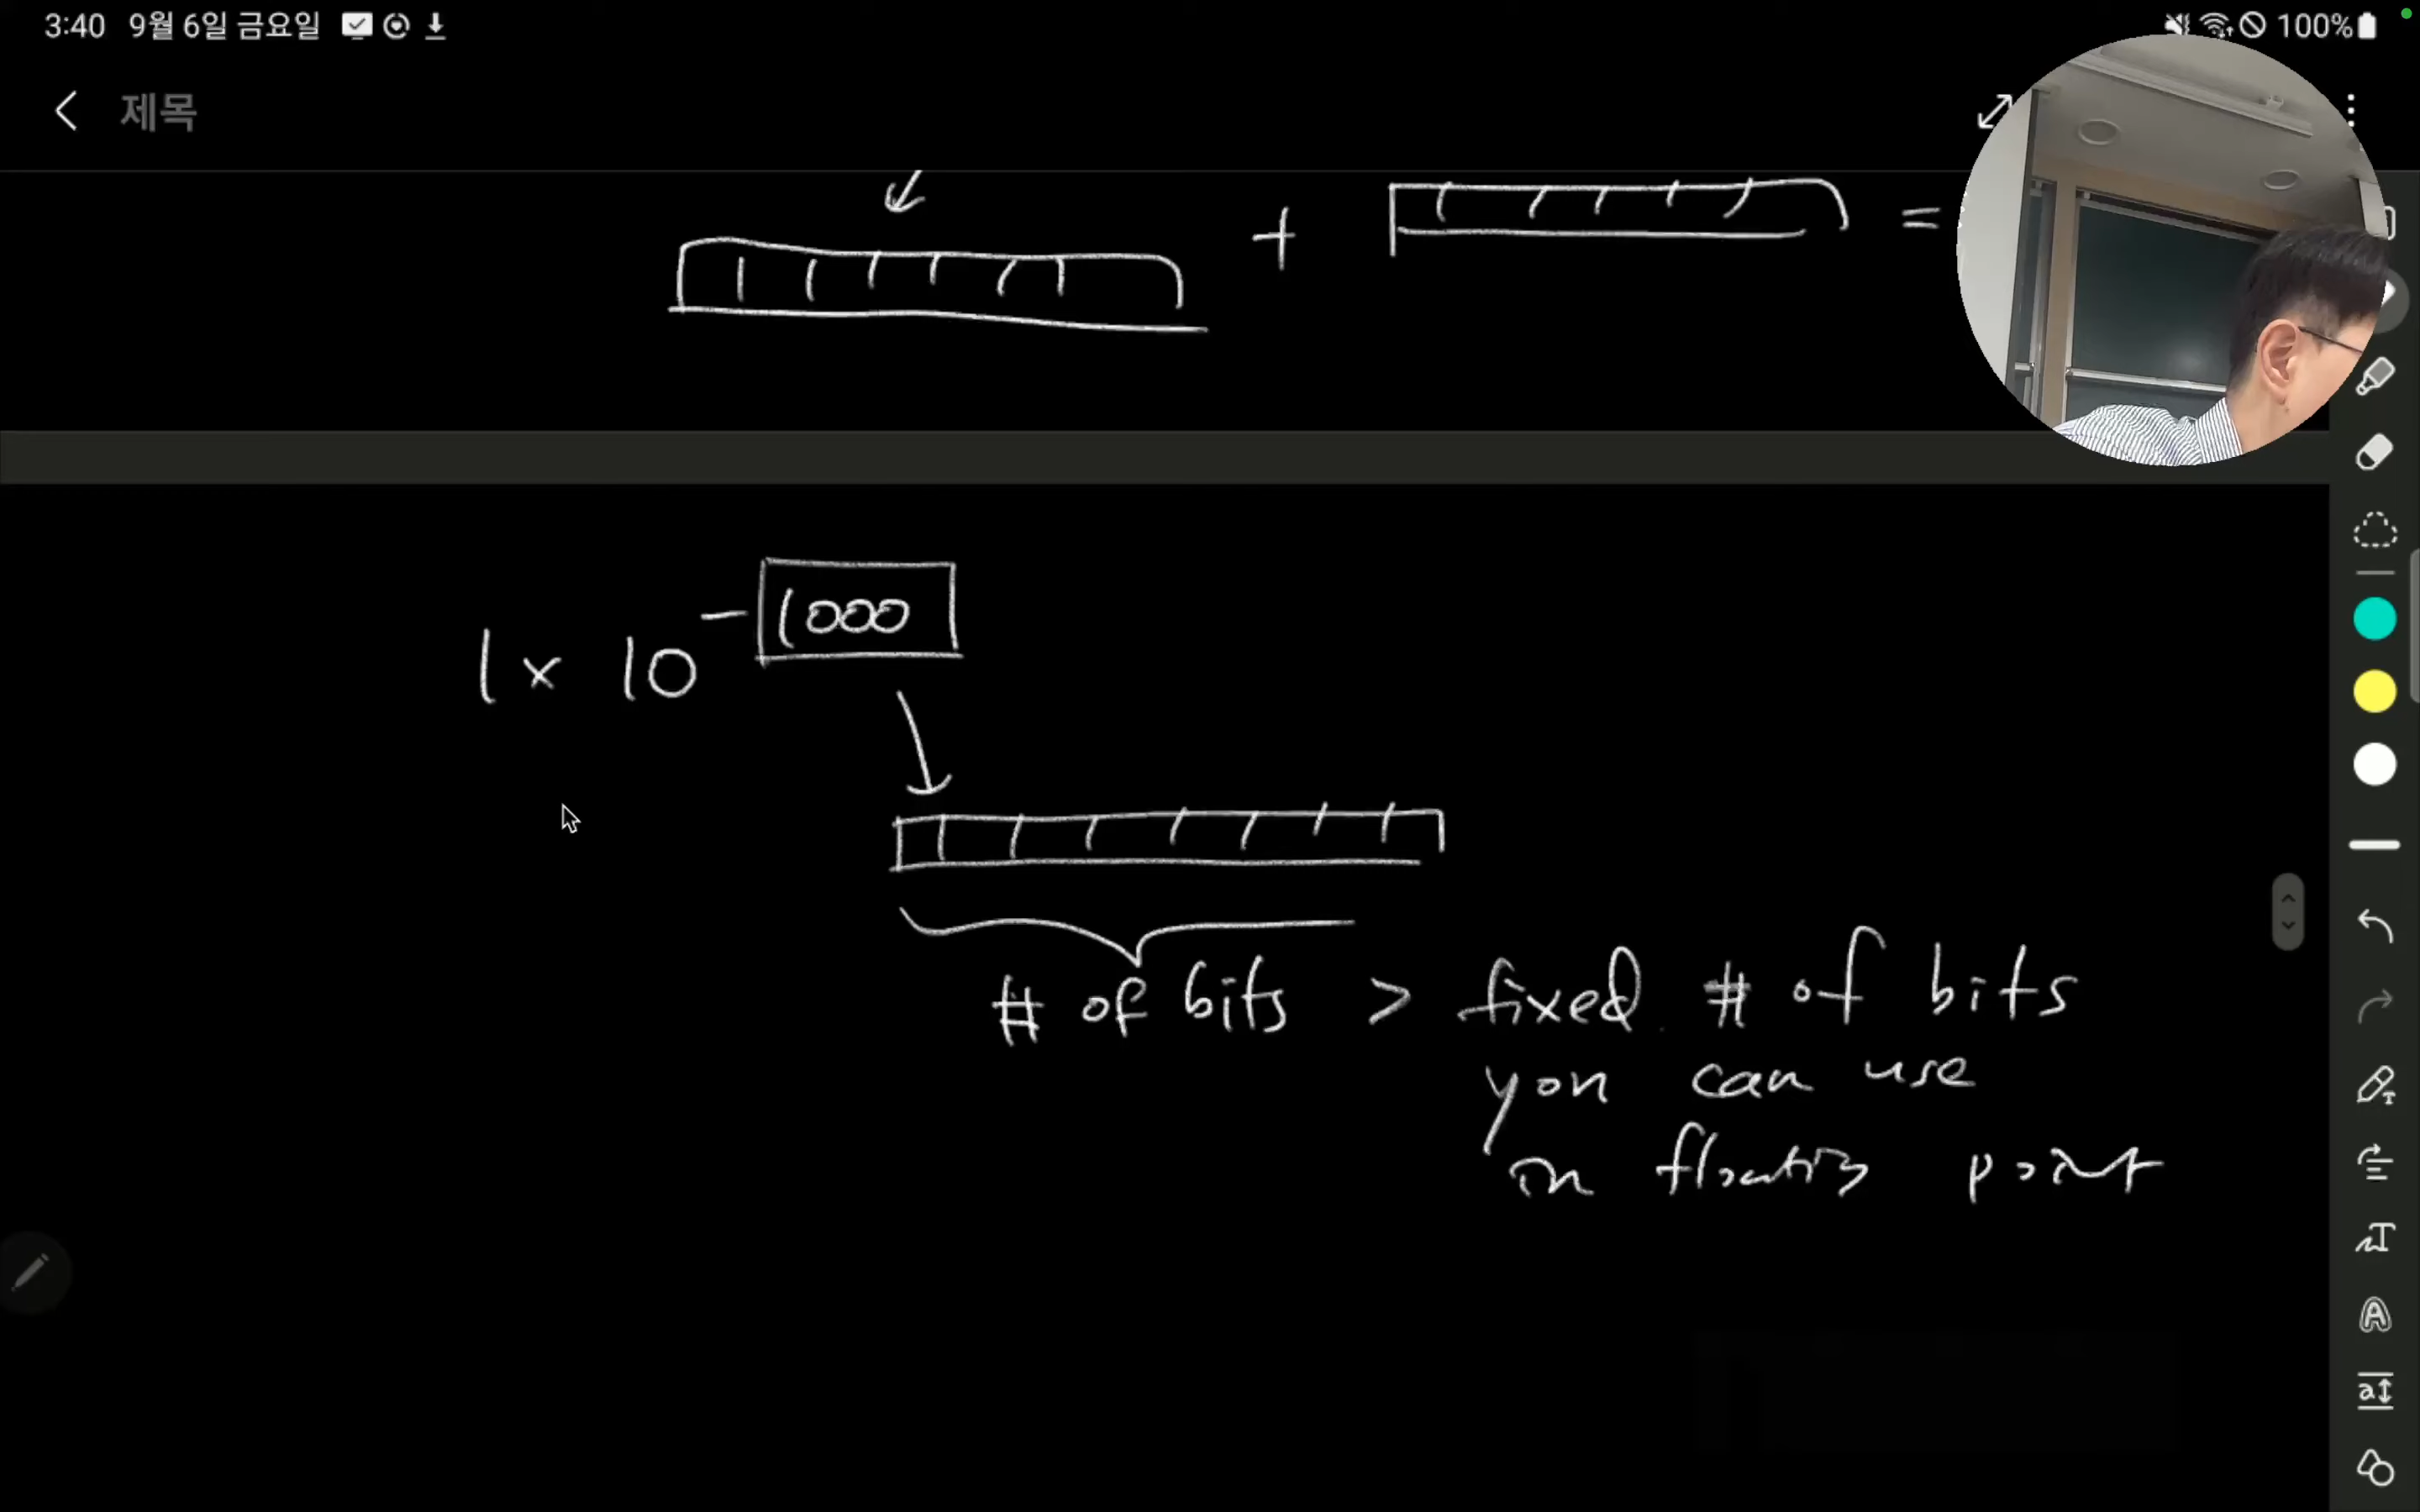 3:40 9월 6일 금요일 100%
제목
+ =
1 × 10^-1000
# of bits > fixed # of bits
you can use
in floating point